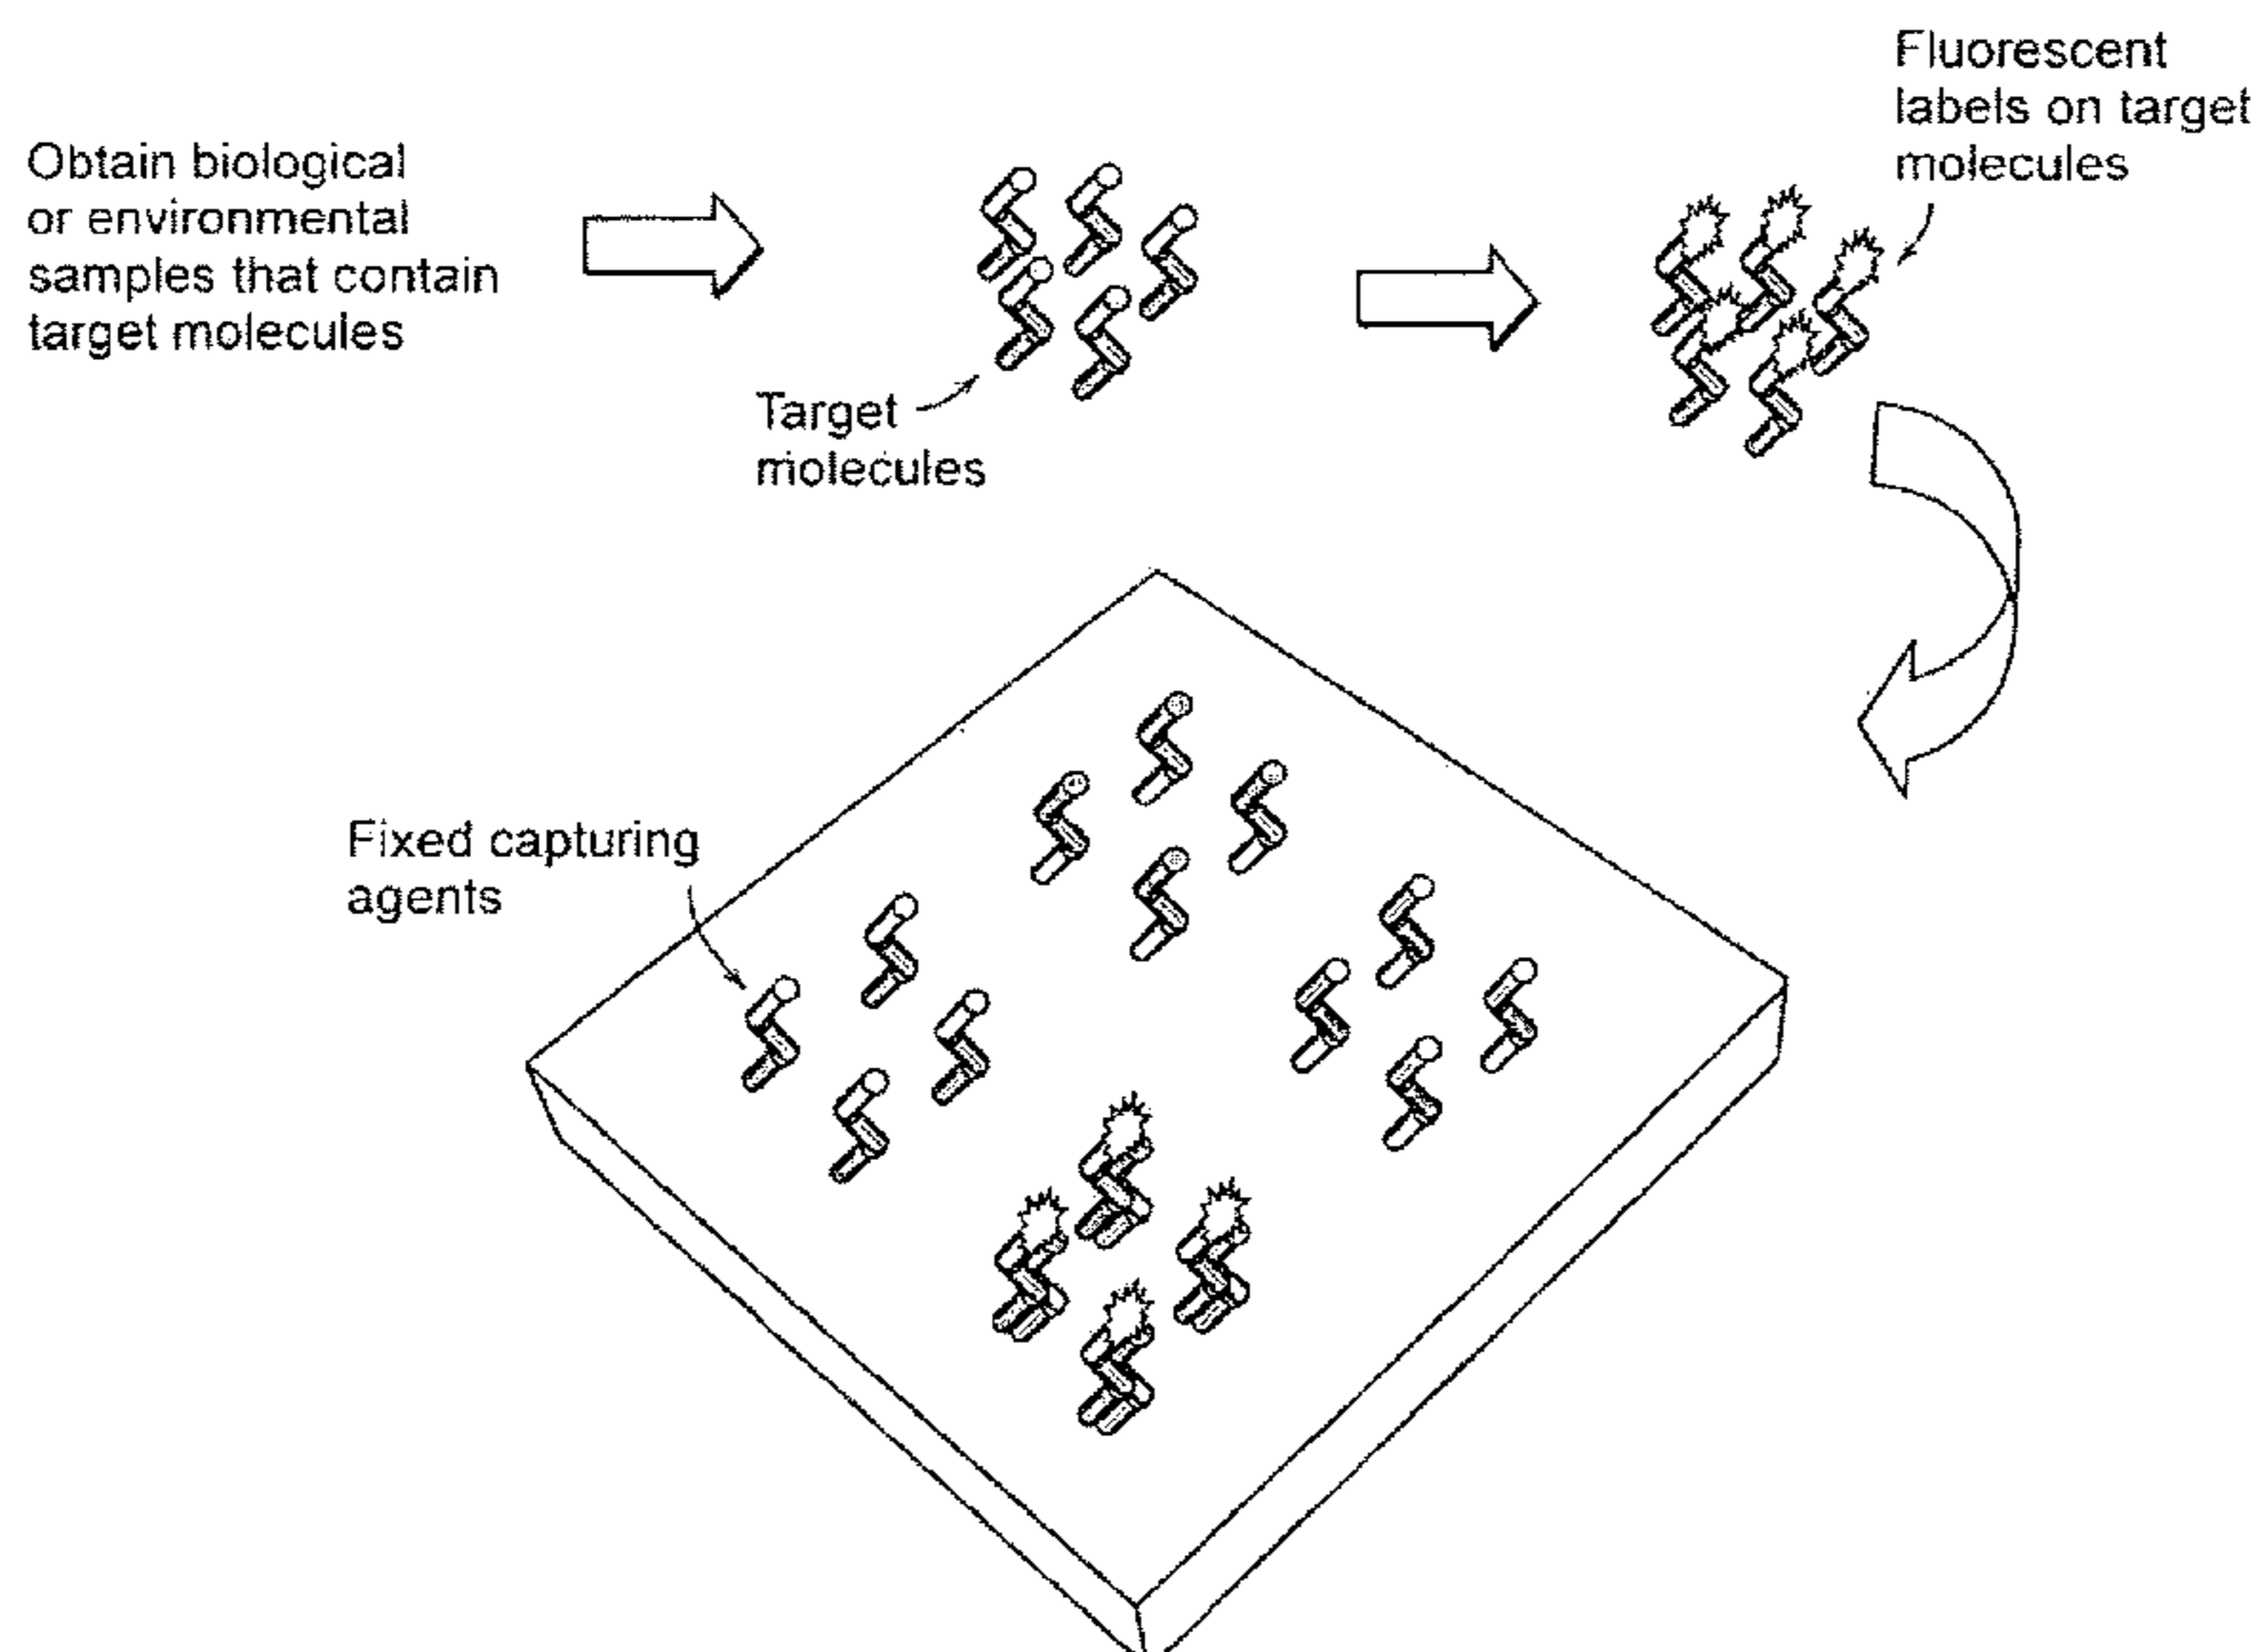 Obtain biological
or environmental
samples that contain
target molecules
Target
molecules
Fluorescent
labels on target
molecules
Fixed capturing
agents